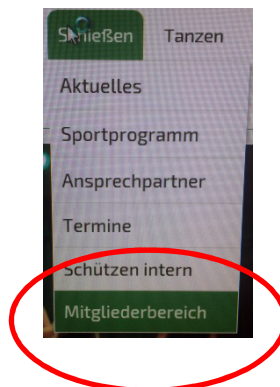 Schießen Tanzen
Aktuelles
Sportprogramm
Ansprechpartner
Termine
Schützen intern
Mitgliederbereich